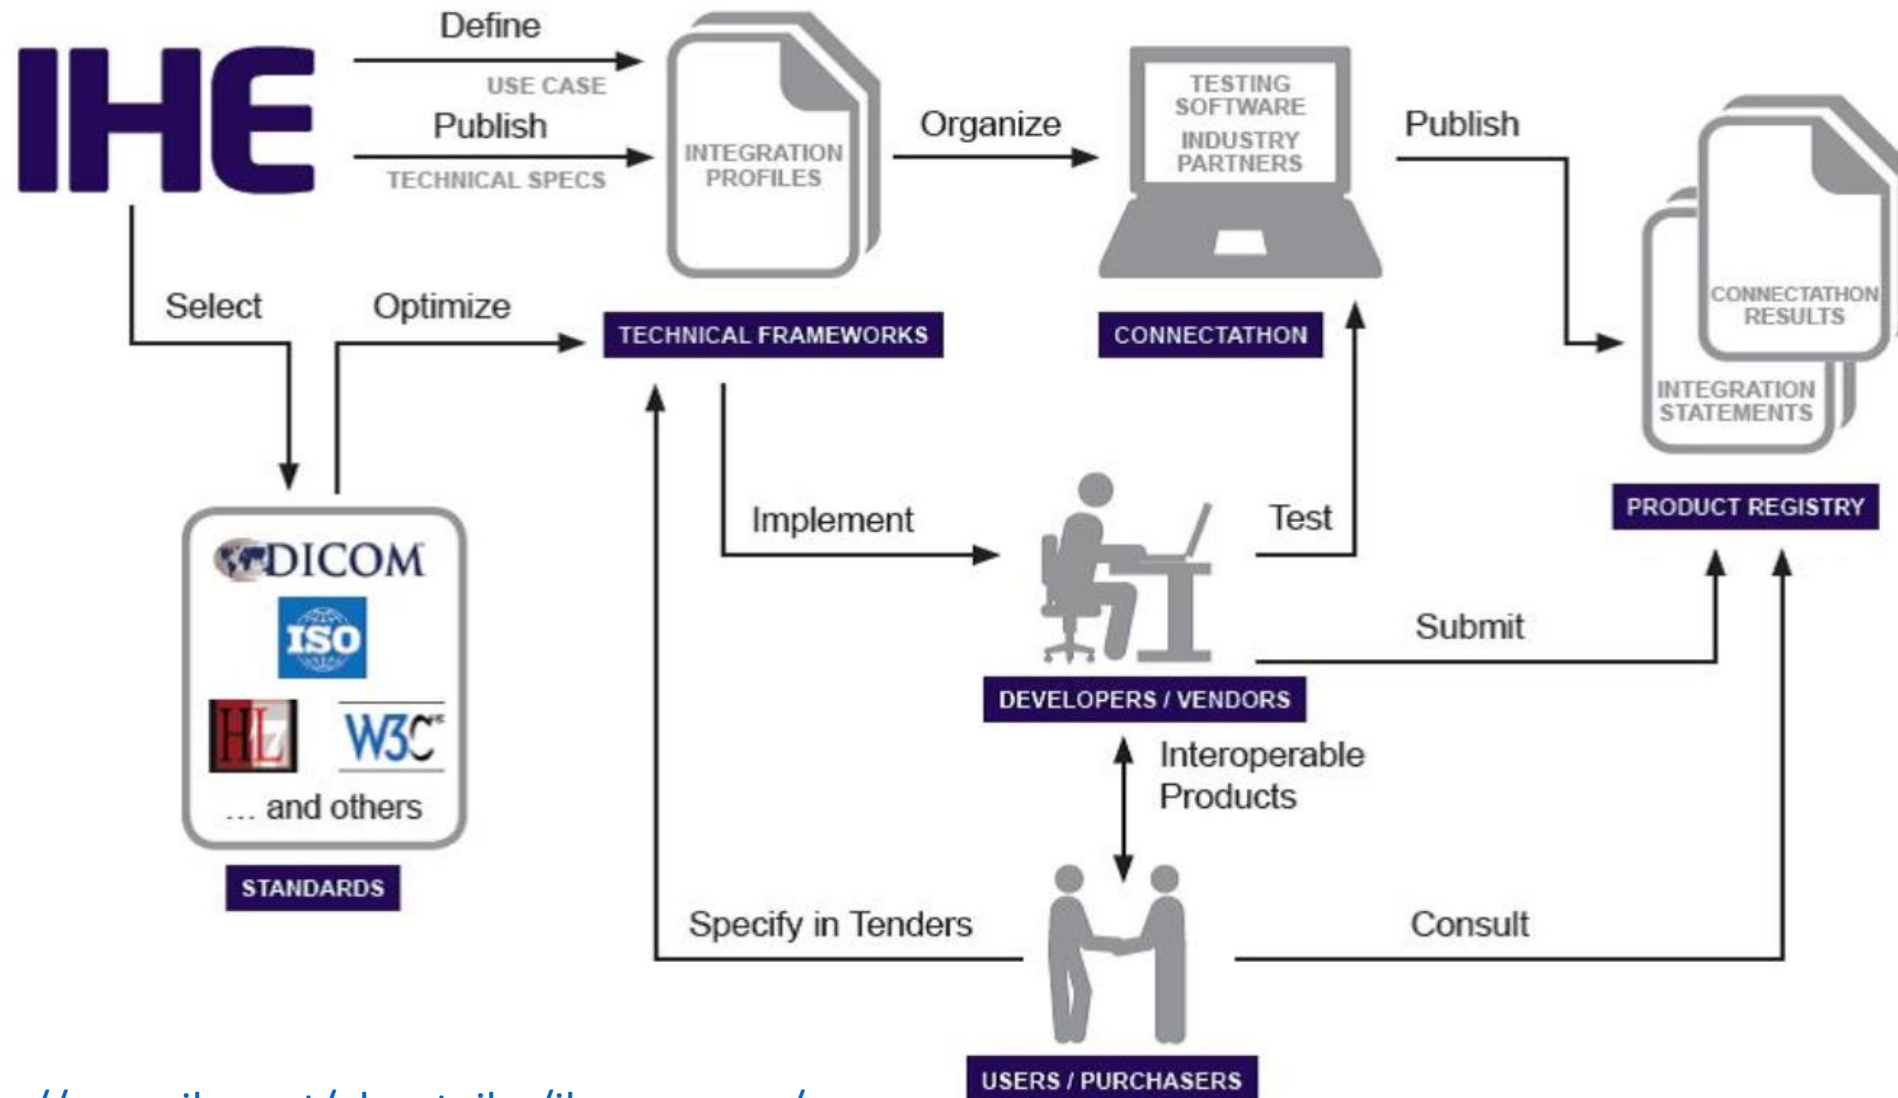 IHE
Define
USE CASE
Publish
TECHNICAL SPECS
INTEGRATION
PROFILES
Organize
TESTING
SOFTWARE
INDUSTRY
PARTNERS
Publish
CONNECTATHON
RESULTS
INTEGRATION
STATEMENTS
Select
Optimize
TECHNICAL FRAMEWORKS
CONNECTATHON
PRODUCT REGISTRY
Implement
Test
Submit
DICOM
ISO
HL7
W3C
... and others
STANDARDS
DEVELOPERS / VENDORS
Interoperable
Products
Specify in Tenders
Consult
USERS / PURCHASERS